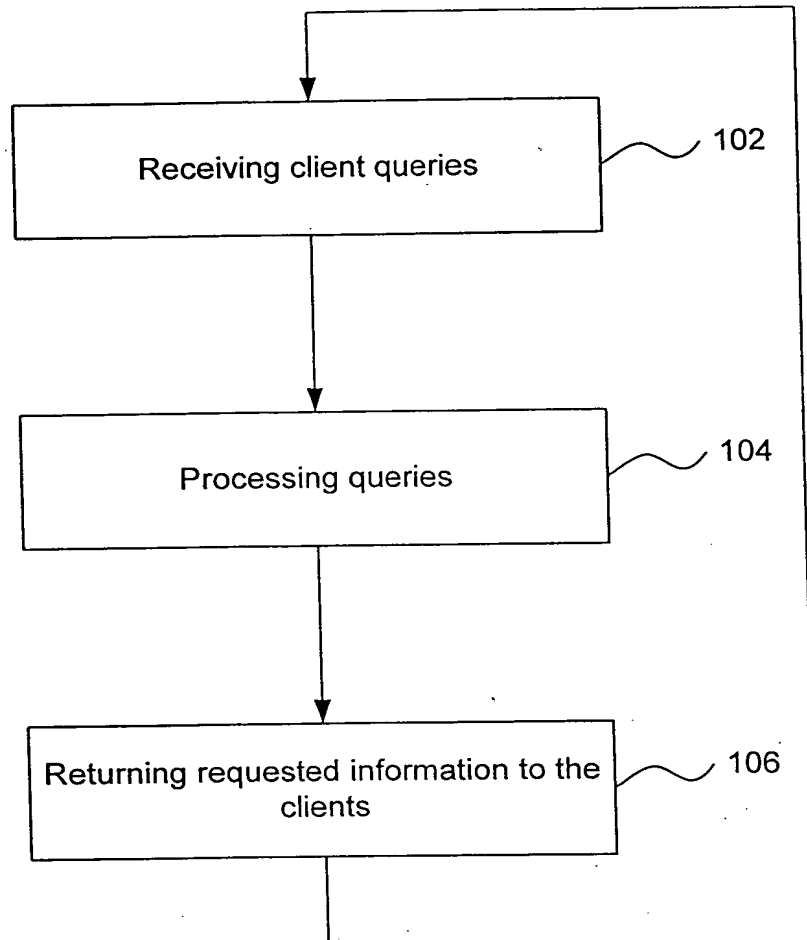 Receiving client queries
102
Processing queries
104
Returning requested information to the
clients
106